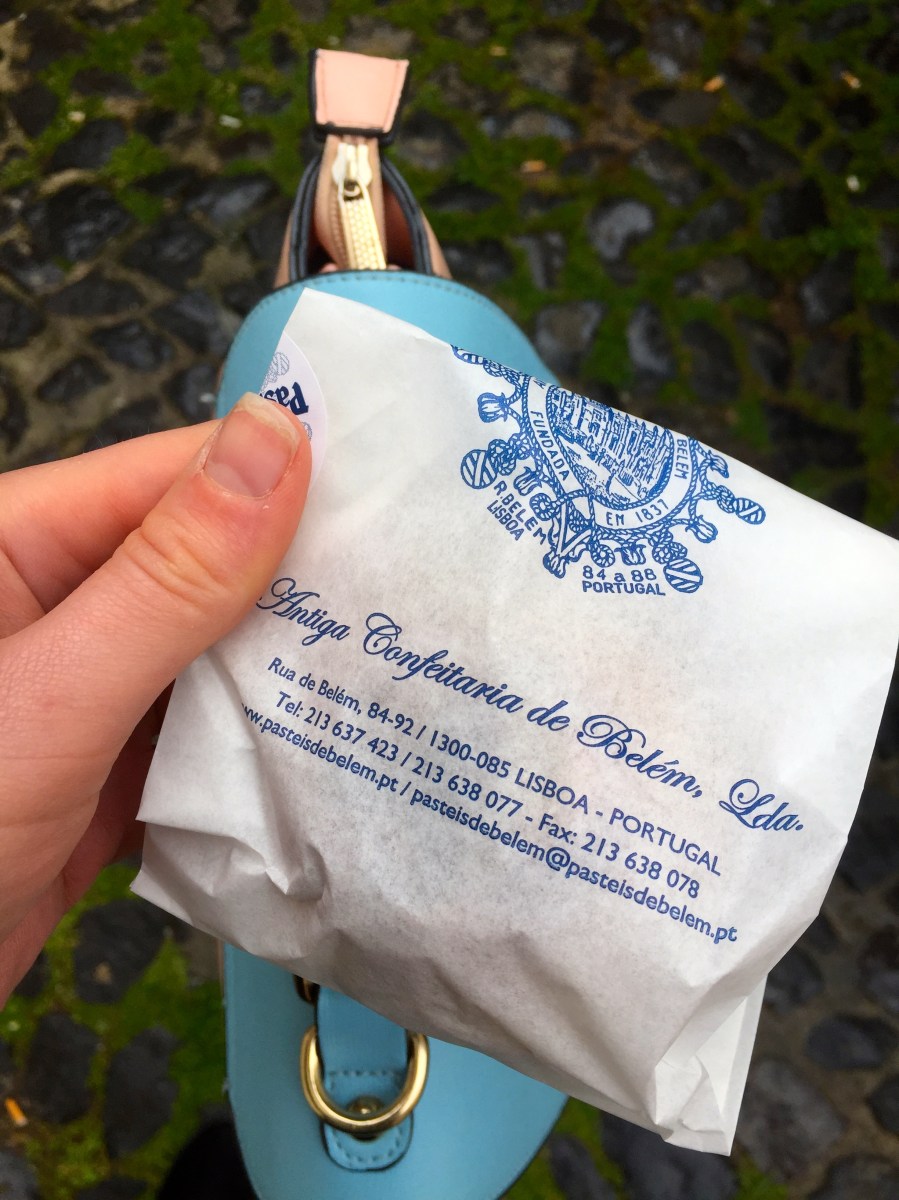 Pas
FUNDADA EM 1837
BELÉM
R. BELEM
LISBOA
84 a 88
PORTUGAL
Antiga Confeitaria de Belém, Lda.
Rua de Belém, 84-92 / 1300-085 LISBOA - PORTUGAL
Tel: 213 637 423 / 213 638 077 - Fax: 213 638 078
www.pasteisdebelem.pt / pasteisdebelem@pasteisdebelem.pt